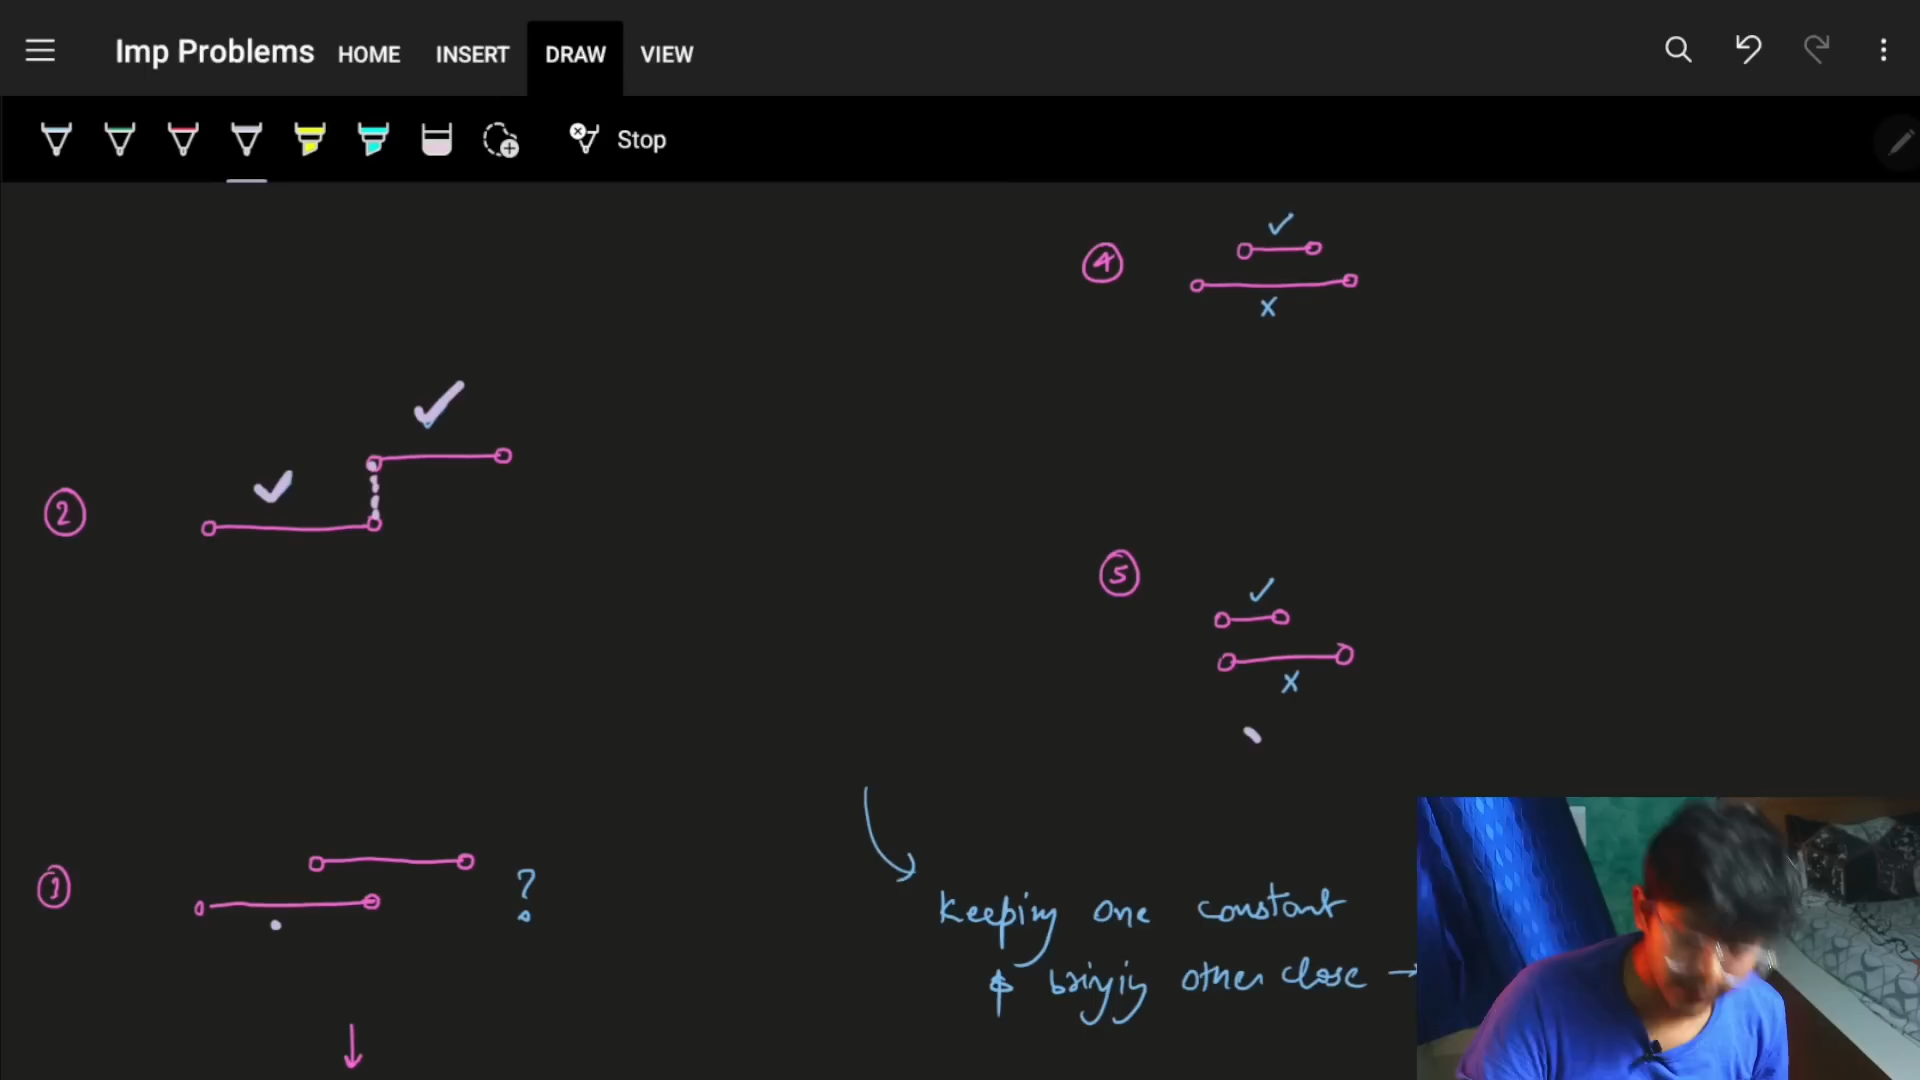 Imp Problems HOME INSERT DRAW VIEW
Stop
4
x
2
5
x
3
?
Keeping one constant
& bringing other close →